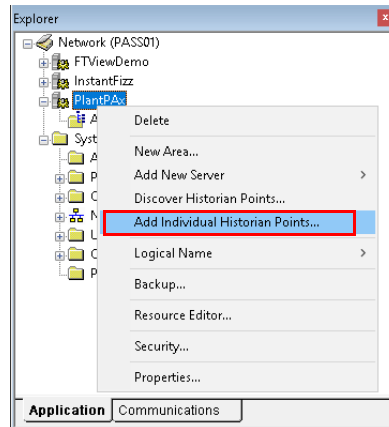 Explorer
Network (PASS01)
FTViewDemo
InstantFizz
PlantPAx
A
Delete
Syst
New Area...
A
Add New Server
P
Discover Historian Points...
C
Add Individual Historian Points...
N
Logical Name
U
C
Backup...
P
Resource Editor...
Security...
Properties...
Application
Communications